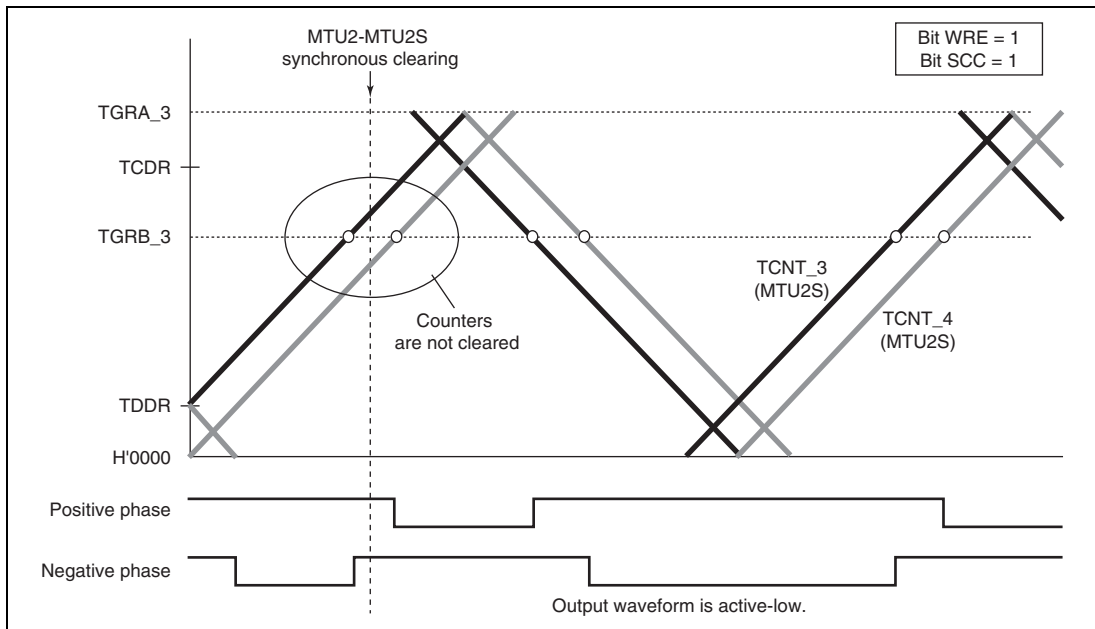 MTU2-MTU2S
synchronous clearing
Bit WRE = 1
Bit SCC = 1
TGRA_3
TCDR
TGRB_3
TCNT_3
(MTU2S)
TCNT_4
(MTU2S)
Counters
are not cleared
TDDR
H'0000
Positive phase
Negative phase
Output waveform is active-low.